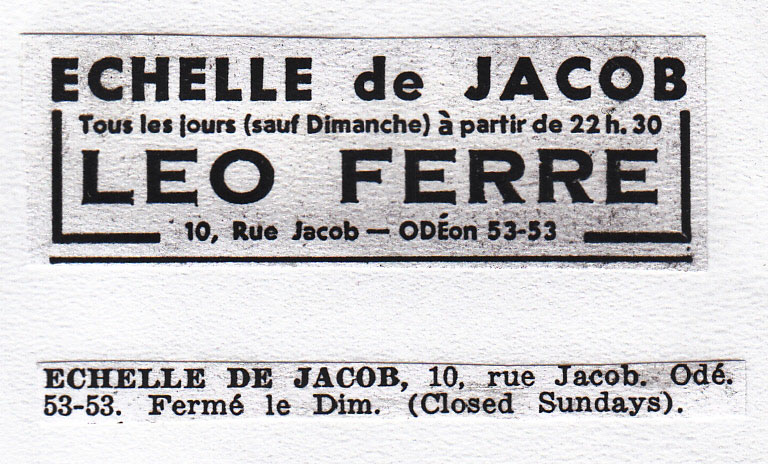 ECHELLE de JACOB
Tous les jours (sauf Dimanche) à partir de 22 h. 30
LEO FERRE
10, Rue Jacob — ODÉon 53-53
ECHELLE DE JACOB, 10, rue Jacob. Odé.
53-53. Fermé le Dim. (Closed Sundays).